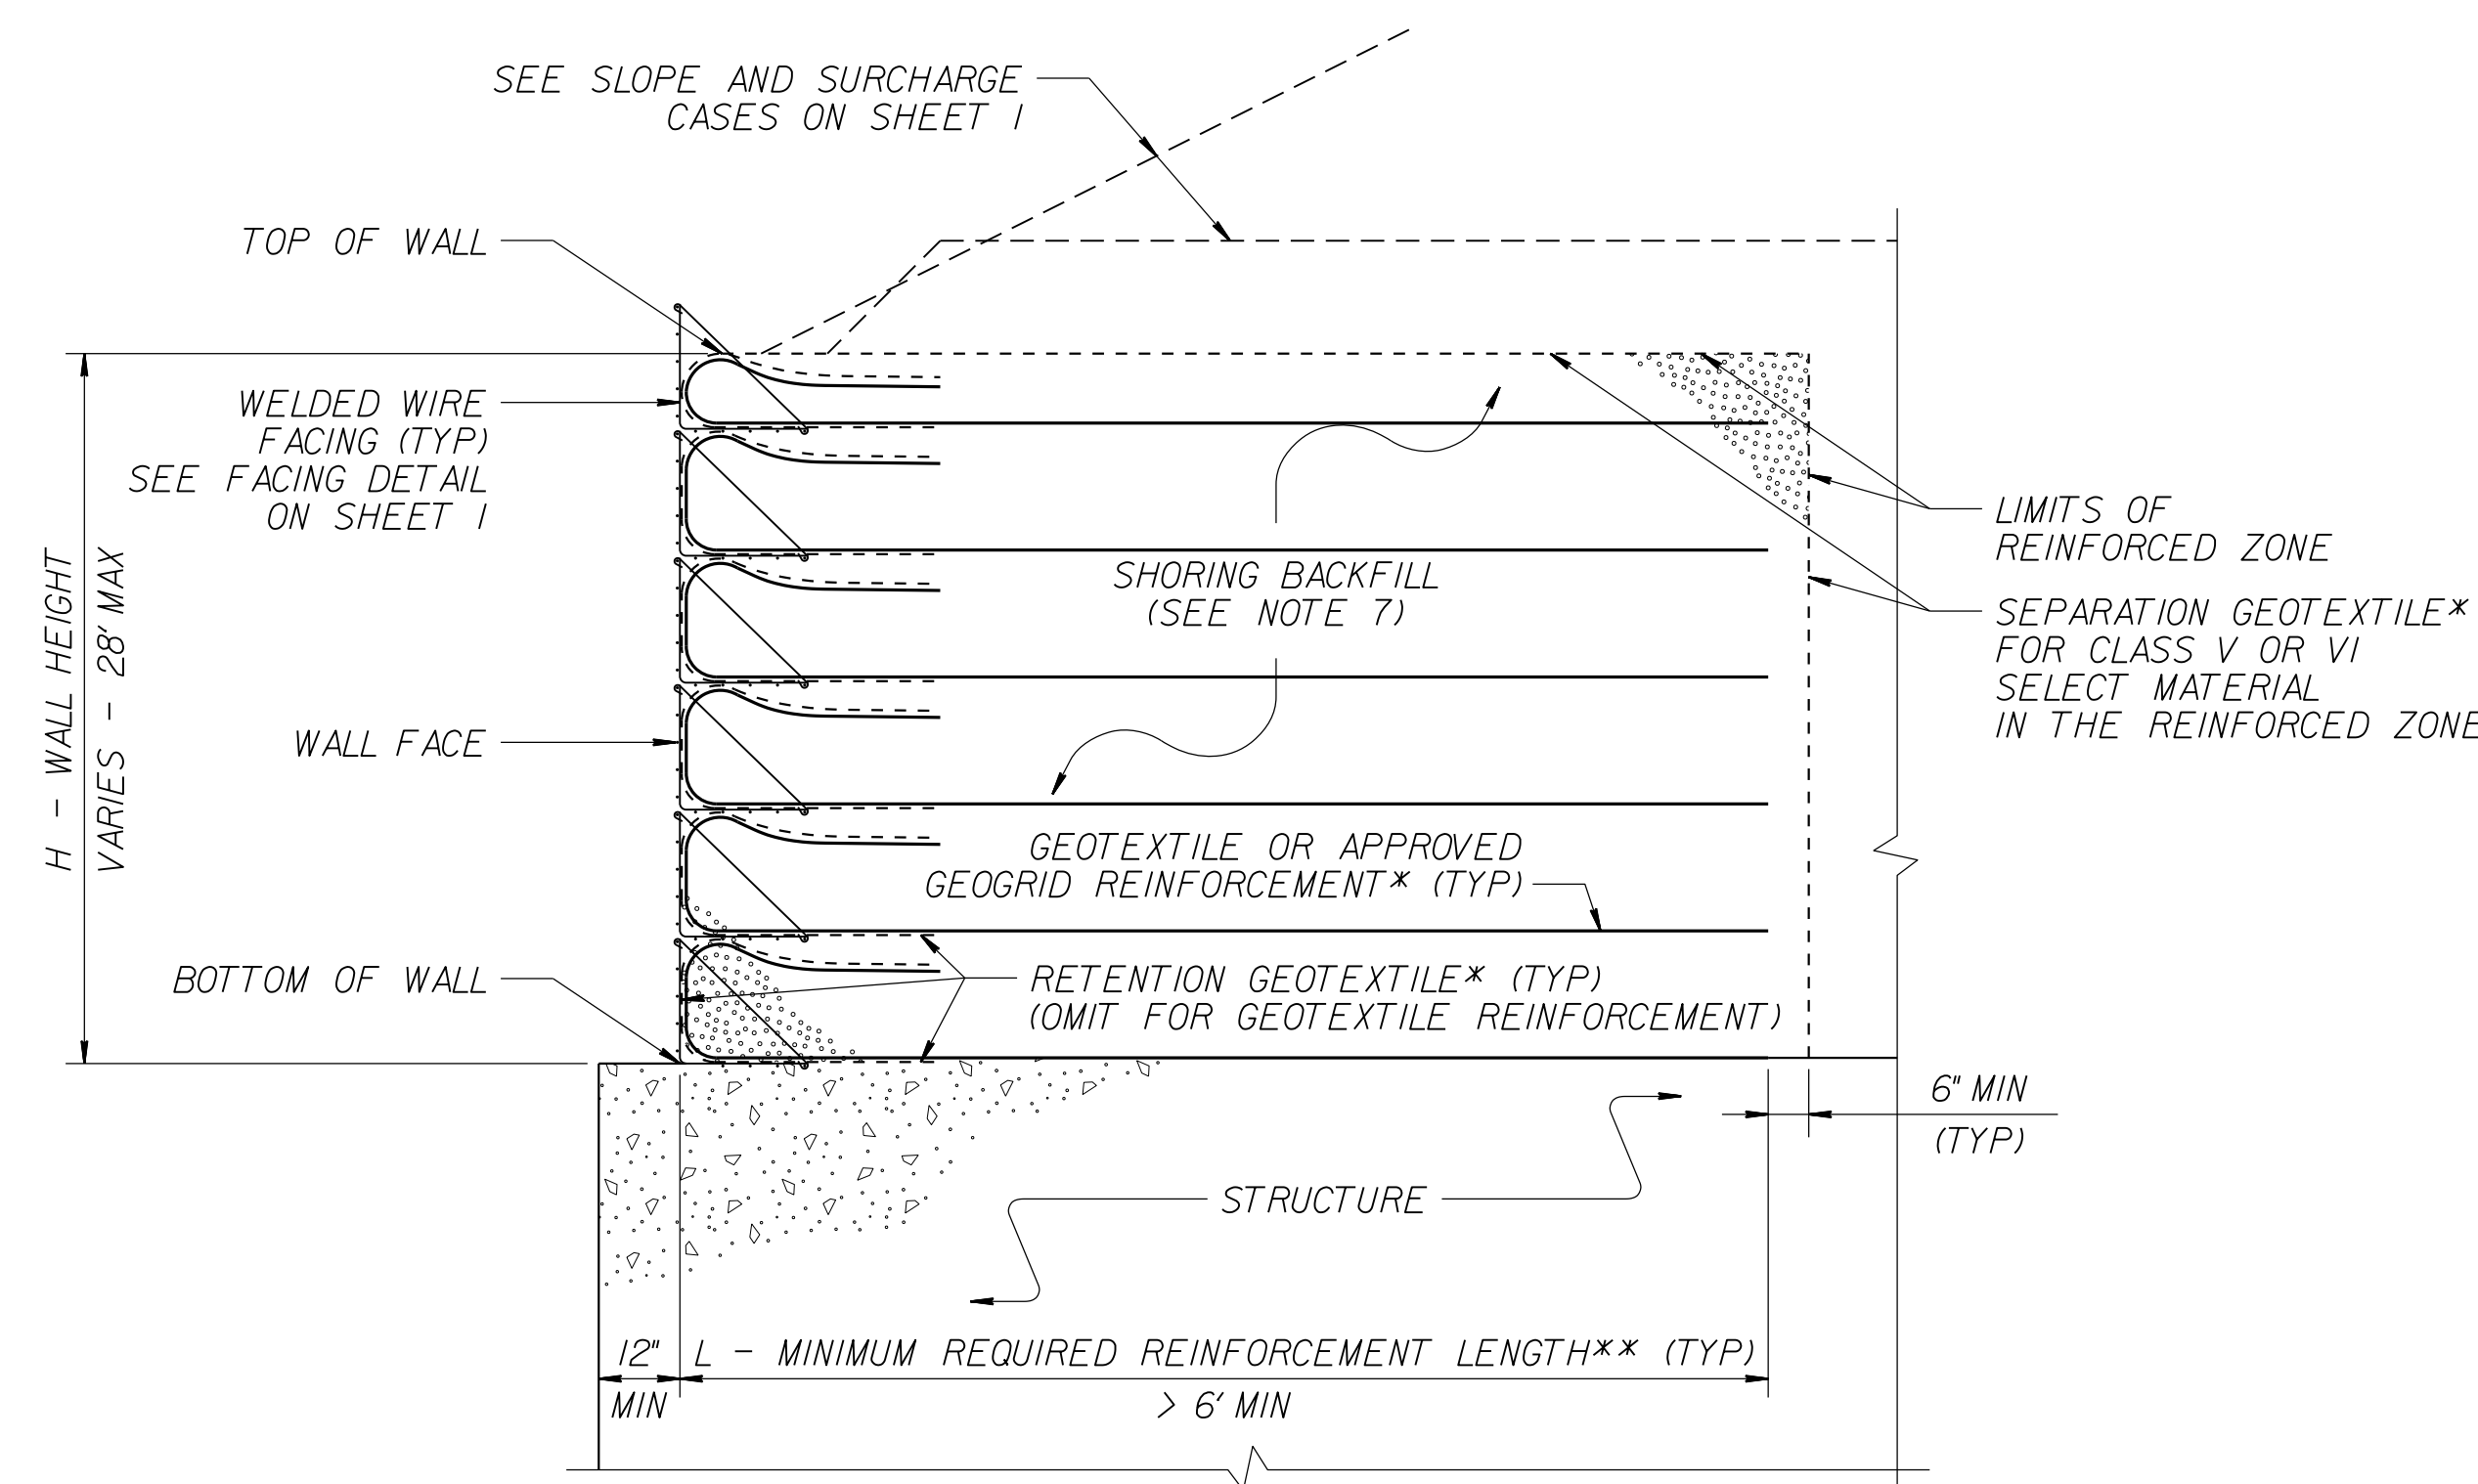 SEE SLOPE AND SURCHARGE
CASES ON SHEET 1
TOP OF WALL
WELDED WIRE
FACING (TYP)
SEE FACING DETAIL
ON SHEET 1
H - WALL HEIGHT
VARIES - 28' MAX
WALL FACE
BOTTOM OF WALL
SHORING BACKFILL
(SEE NOTE 7)
LIMITS OF
REINFORCED ZONE
SEPARATION GEOTEXTILE*
FOR CLASS V OR VI
SELECT MATERIAL
IN THE REINFORCED ZONE
GEOTEXTILE OR APPROVED
GEOGRID REINFORCEMENT* (TYP)
RETENTION GEOTEXTILE* (TYP)
(OMIT FOR GEOTEXTILE REINFORCEMENT)
6" MIN
(TYP)
STRUCTURE
12"
MIN
L - MINIMUM REQUIRED REINFORCEMENT LENGTH** (TYP)
> 6' MIN